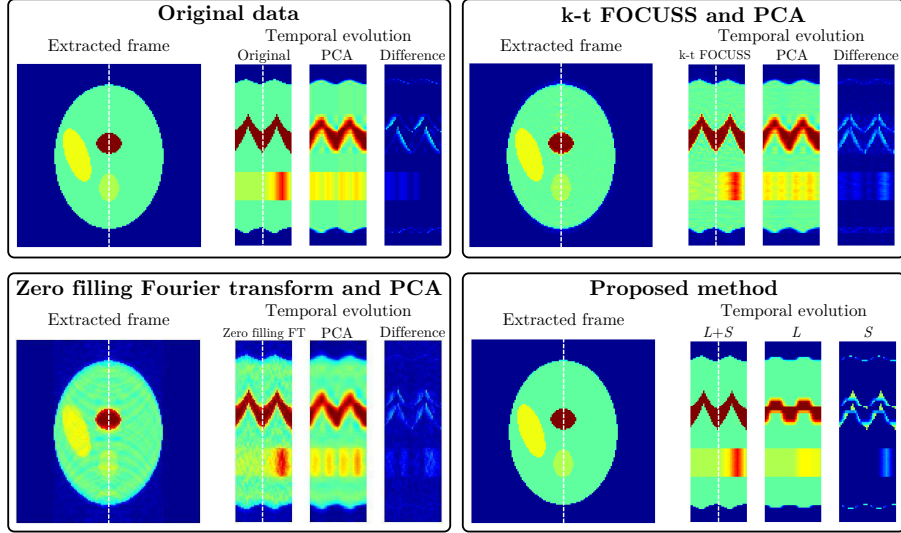 Original data
Temporal evolution
Extracted frame
Original PCA Difference
k-t FOCUSS and PCA
Temporal evolution
Extracted frame
k-t FOCUSS PCA Difference
Zero filling Fourier transform and PCA
Temporal evolution
Extracted frame
Zero filling FT PCA Difference
Proposed method
Temporal evolution
Extracted frame
L+S L S